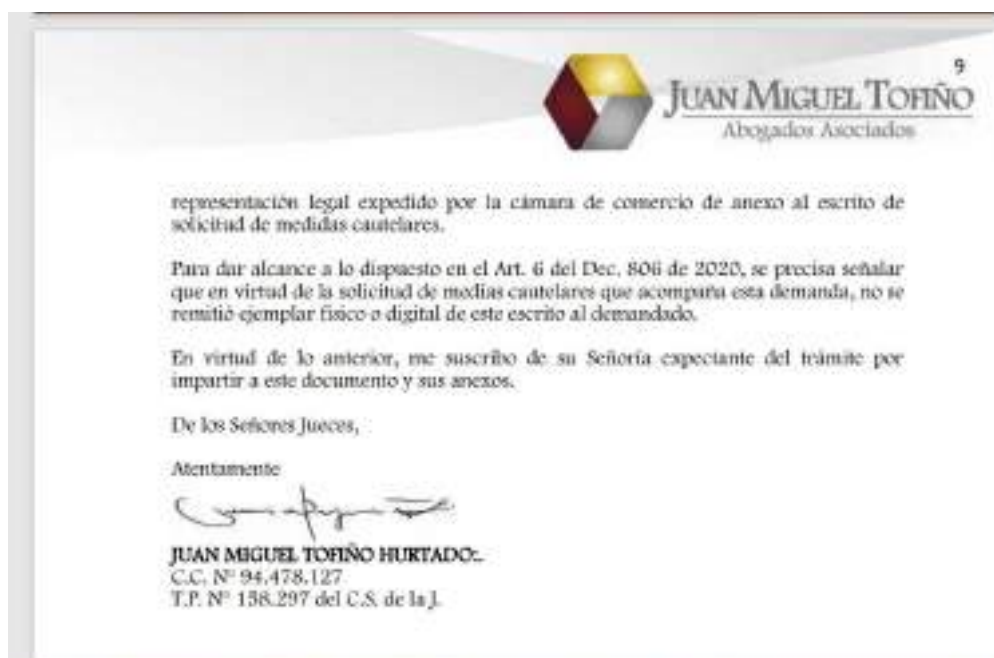 9
JUAN MIGUEL TOFIÑO
Abogados Asociados
representación legal expedido por la cámara de comercio de anexo al escrito de
solicitud de medidas cautelares.
Para dar alcance a lo dispuesto en el Art. 6 del Dec. 806 de 2020, se precisa señalar
que en virtud de la solicitud de medias cautelares que acompaña esta demanda, no se
remitió ejemplar físico o digital de este escrito al demandado.
En virtud de lo anterior, me suscribo de su Señoría expectante del trámite por
impartir a este documento y sus anexos.
De los Señores Jueces,
Atentamente
JUAN MIGUEL TOFIÑO HURTADO:.
C.C. N° 94.478.127
T.P. N° 158.297 del C.S. de la J.